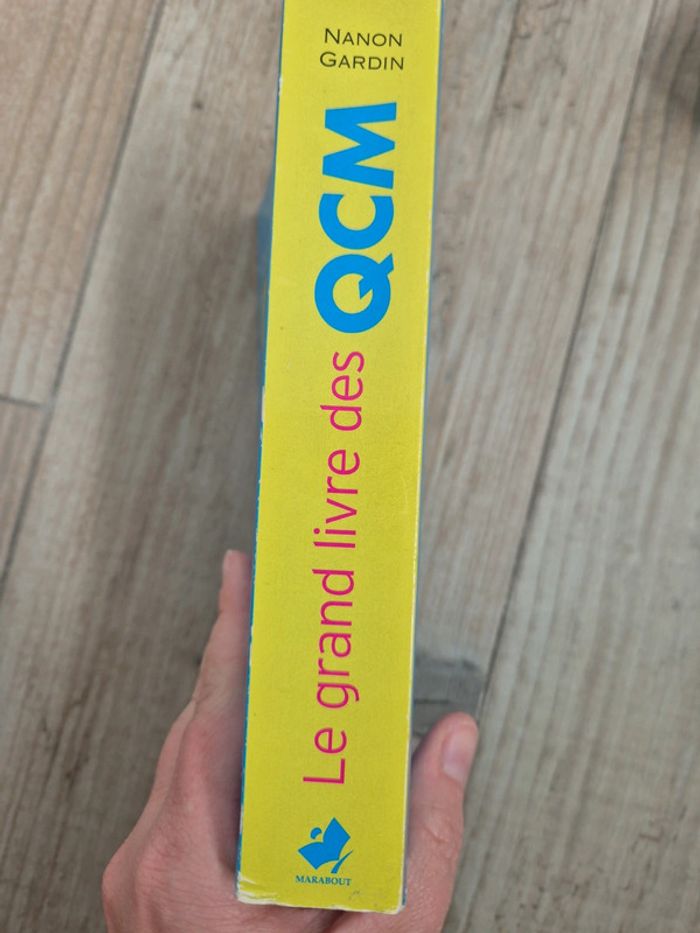 NANON
GARDIN
Le grand livre des QCM
MARABOUT